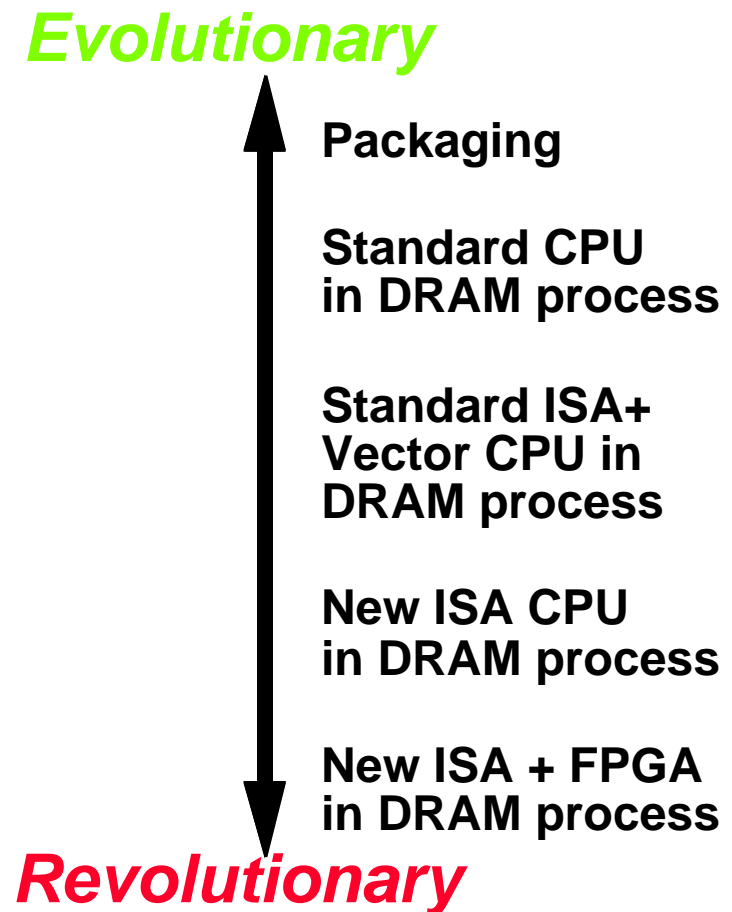 Evolutionary
Packaging
Standard CPU
in DRAM process
Standard ISA+
Vector CPU in
DRAM process
New ISA CPU
in DRAM process
New ISA + FPGA
in DRAM process
Revolutionary